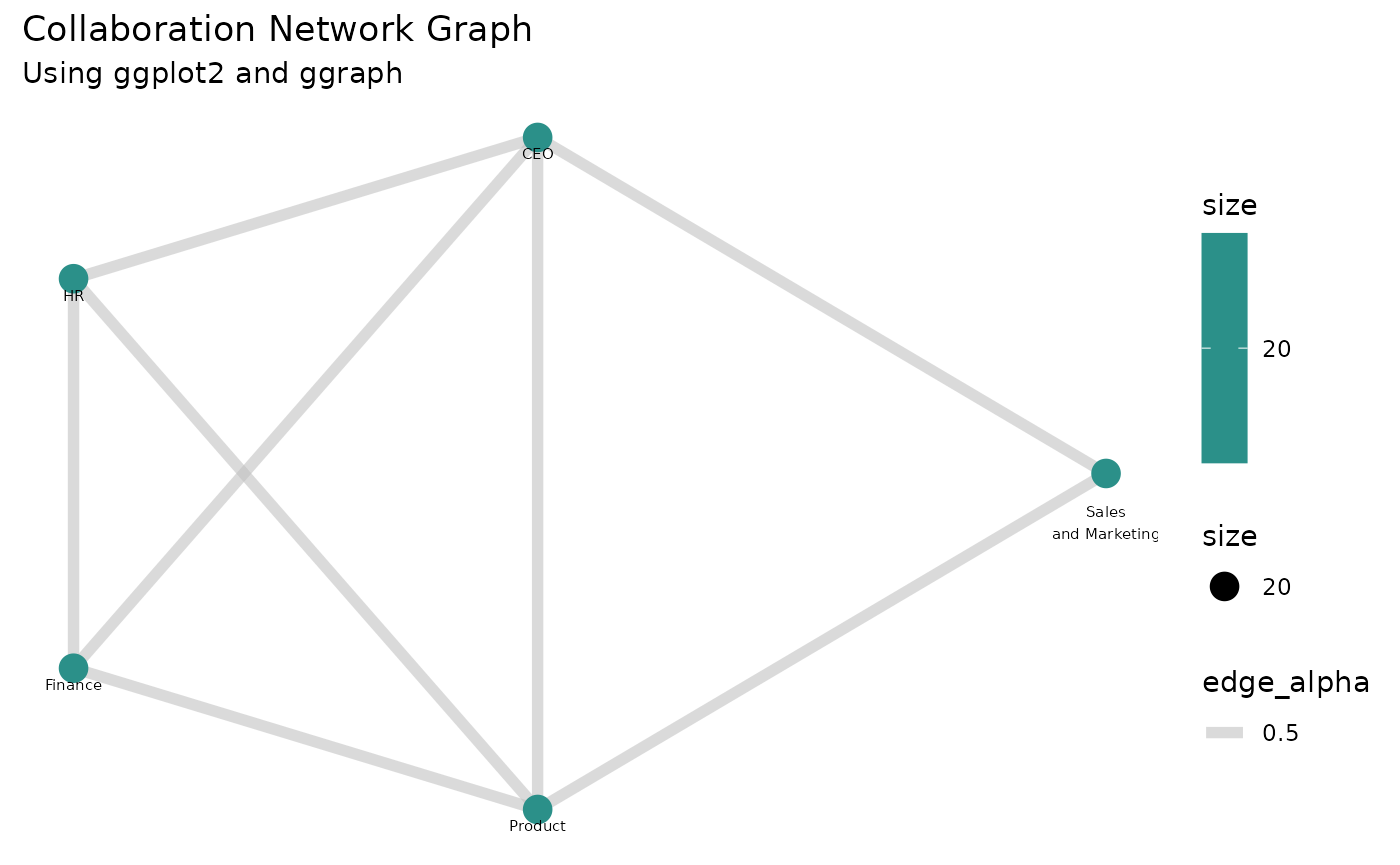 Collaboration Network Graph
Using ggplot2 and ggraph
CEO
HR
Sales
and Marketing
Finance
Product
size
20
size
20
edge_alpha
0.5